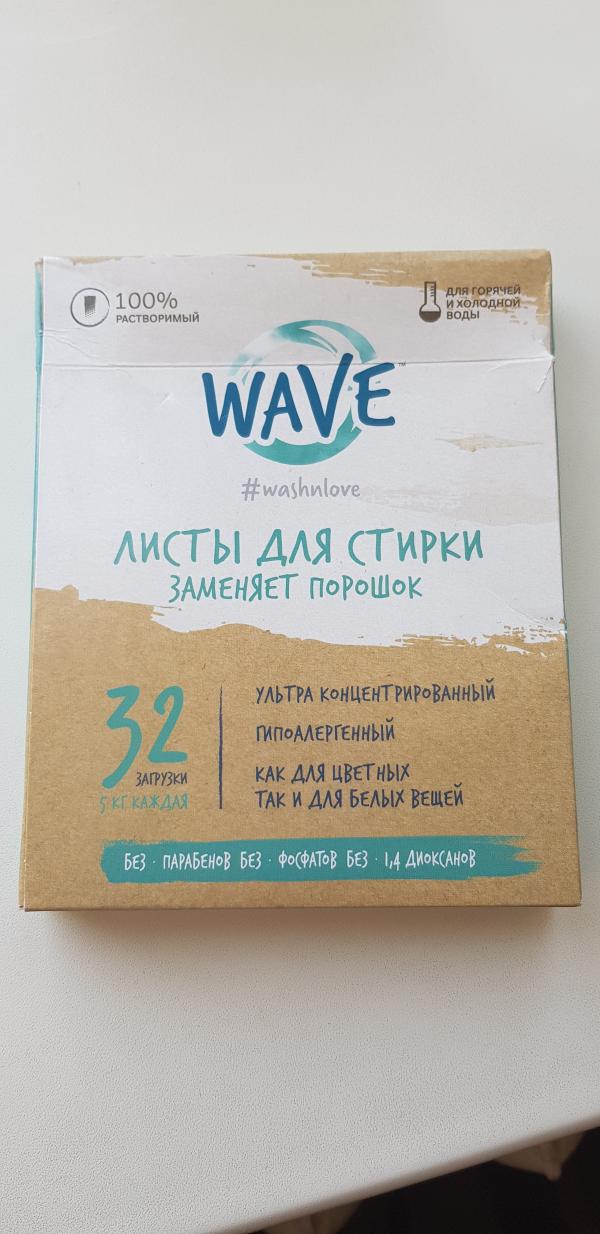 100%
РАСТВОРИМЫЙ
ДЛЯ ГОРЯЧЕЙ
И ХОЛОДНОЙ
ВОДЫ
WAVE™
#washnlove
ЛИСТЫ ДЛЯ СТИРКИ
ЗАМЕНЯЕТ ПОРОШОК
32
ЗАГРУЗКИ
5 КГ КАЖДАЯ
УЛЬТРА КОНЦЕНТРИРОВАННЫЙ
ГИПОАЛЕРГЕННЫЙ
КАК ДЛЯ ЦВЕТНЫХ
ТАК И ДЛЯ БЕЛЫХ ВЕЩЕЙ
БЕЗ · ПАРАБЕНОВ БЕЗ · ФОСФАТОВ БЕЗ · 1,4 ДИОКСАНОВ